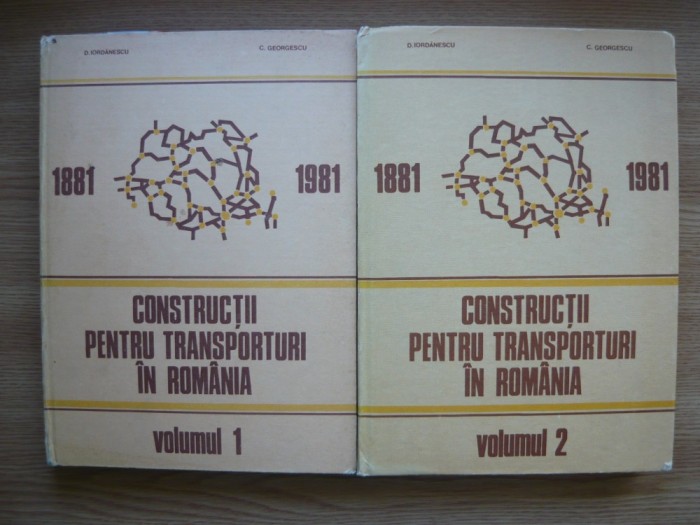 D. IORDĂNESCU C. GEORGESCU
1881 1981
CONSTRUCȚII
PENTRU TRANSPORTURI
ÎN ROMÂNIA
volumul 1
D. IORDĂNESCU C. GEORGESCU
1881 1981
CONSTRUCȚII
PENTRU TRANSPORTURI
ÎN ROMÂNIA
volumul 2